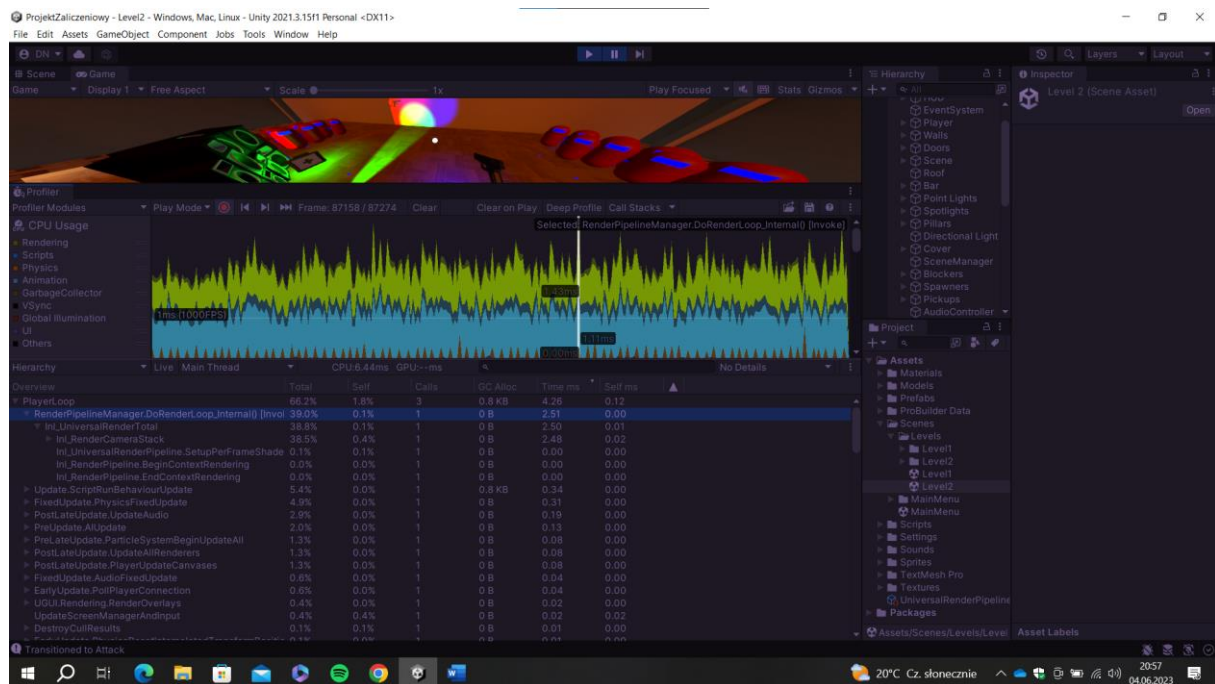 ProjektZaliczeniowy - Level2 - Windows, Mac, Linux - Unity 2021.3.15f1 Personal <DX11>
File Edit Assets GameObject Component Jobs Tools Window Help
DN
Layers
Layout
Scene Game
Game Display 1 Free Aspect Scale 1x Play Focused Stats Gizmos
Profiler
Profiler Modules Play Mode Frame: 87158 / 87274 Clear Clear on Play Deep Profile Call Stacks
CPU Usage
Rendering
Scripts
Physics
Animation
GarbageCollector
VSync
Global Illumination
UI
Others
Selected: RenderPipelineManager.DoRenderLoop_Internal() [Invoke]
1ms (1000FPS)
1.43ms
1.11ms
0.00ms
Hierarchy Live Main Thread CPU:6.44ms GPU:--ms No Details
Overview Total Self Calls GC Alloc Time ms Self ms
PlayerLoop 66.2% 1.8% 3 0.8 KB 4.26 0.12
RenderPipelineManager.DoRenderLoop_Internal() [Invol 39.0% 0.1% 1 0 B 2.51 0.00
Inl_UniversalRenderTotal 38.8% 0.1% 1 0 B 2.50 0.01
Inl_RenderCameraStack 38.5% 0.4% 1 0 B 2.48 0.02
Inl_UniversalRenderPipeline.SetupPerFrameShade 0.1% 0.1% 1 0 B 0.00 0.00
Inl_RenderPipeline.BeginContextRendering 0.0% 0.0% 1 0 B 0.00 0.00
Inl_RenderPipeline.EndContextRendering 0.0% 0.0% 1 0 B 0.00 0.00
Update.ScriptRunBehaviourUpdate 5.4% 0.0% 1 0.8 KB 0.34 0.00
FixedUpdate.PhysicsFixedUpdate 4.9% 0.0% 1 0 B 0.31 0.00
PostLateUpdate.UpdateAudio 2.9% 0.0% 1 0 B 0.19 0.00
PreUpdate.AIUpdate 2.0% 0.0% 1 0 B 0.13 0.00
PreLateUpdate.ParticleSystemBeginUpdateAll 1.3% 0.0% 1 0 B 0.08 0.00
PostLateUpdate.UpdateAllRenderers 1.3% 0.0% 1 0 B 0.08 0.00
PostLateUpdate.PlayerUpdateCanvases 1.3% 0.0% 1 0 B 0.08 0.00
FixedUpdate.AudioFixedUpdate 0.6% 0.0% 1 0 B 0.04 0.00
EarlyUpdate.PollPlayerConnection 0.6% 0.0% 1 0 B 0.04 0.00
UGUI.Rendering.RenderOverlays 0.4% 0.0% 1 0 B 0.02 0.00
UpdateScreenManagerAndInput 0.4% 0.4% 1 0 B 0.02 0.02
DestroyCullResults 0.1% 0.1% 1 0 B 0.01 0.00
Transitioned to Attack
Hierarchy
All
EventSystem
Player
Walls
Doors
Scene
Roof
Bar
Point Lights
Spotlights
Pillars
Directional Light
Cover
SceneManager
Blockers
Spawners
Pickups
AudioController
Project
Assets
Materials
Models
Prefabs
ProBuilder Data
Scenes
Levels
Level1
Level2
Level1
Level2
MainMenu
MainMenu
Scripts
Settings
Sounds
Sprites
TextMesh Pro
Textures
UniversalRenderPipeline
Packages
Assets/Scenes/Levels/Level
Inspector
Level 2 (Scene Asset)
Open
Asset Labels
20°C Cz. słonecznie
20:57
04.06.2023